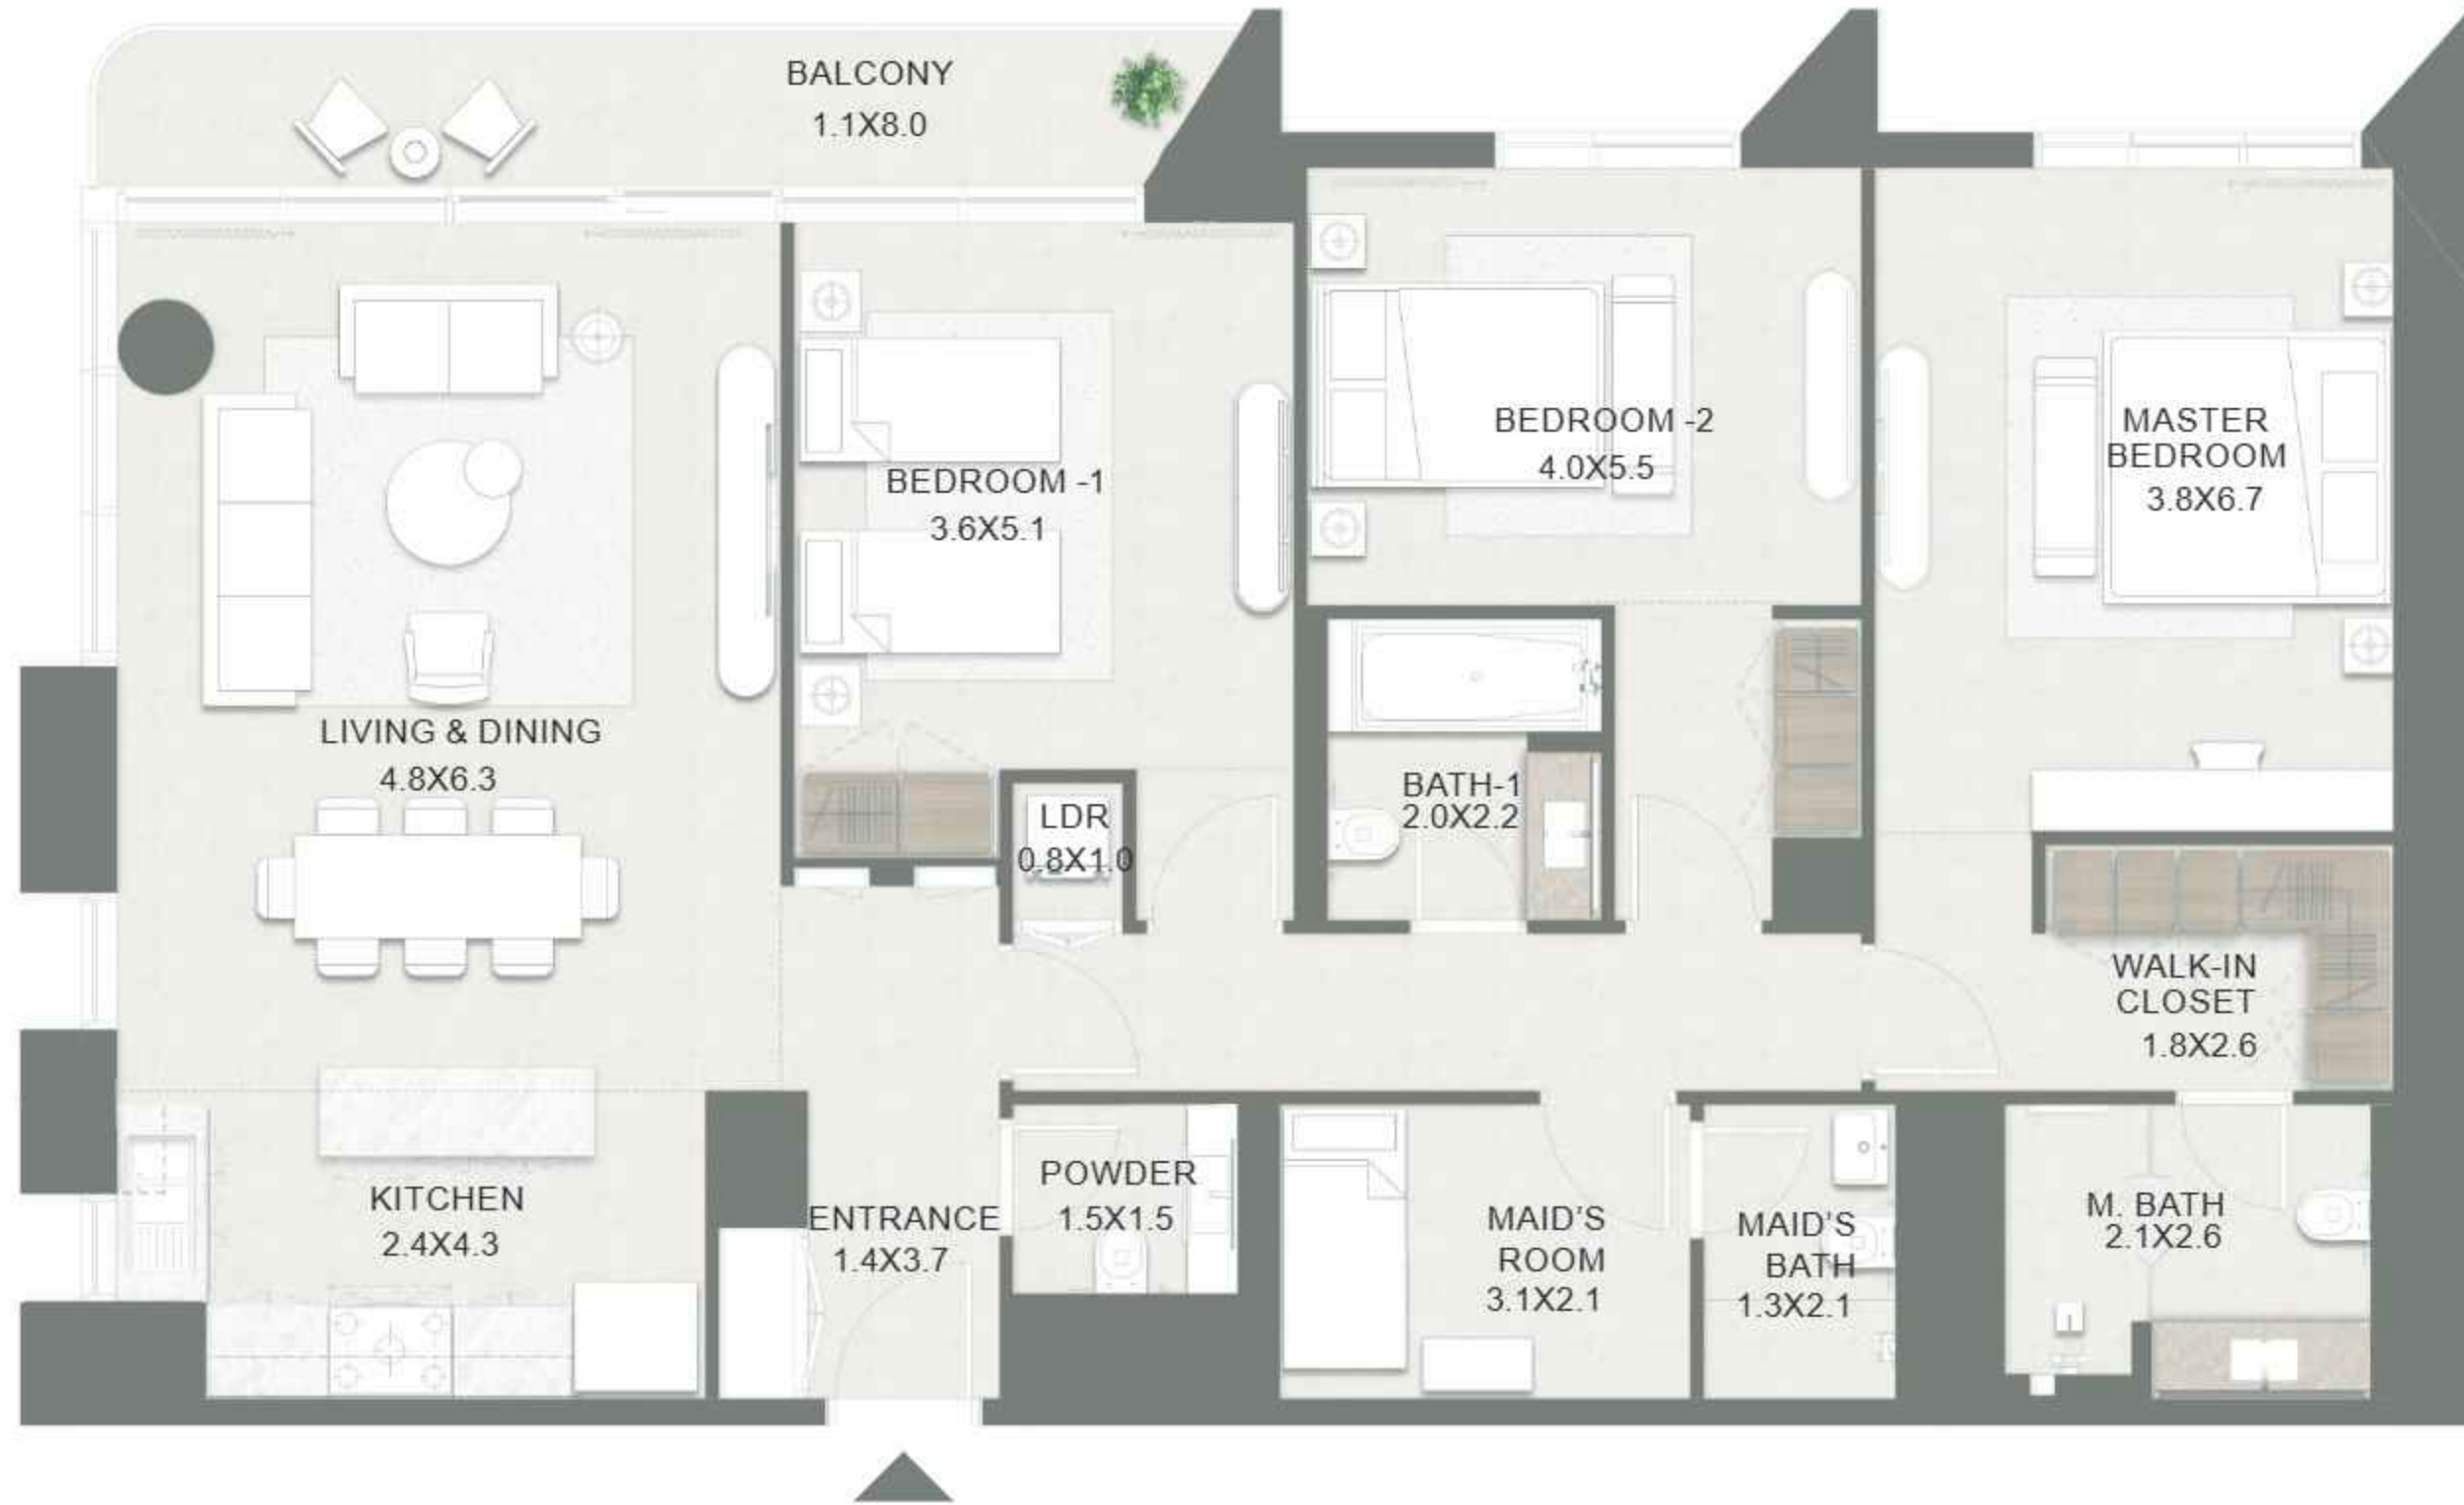 BALCONY
1.1X8.0
BEDROOM -1
3.6X5.1
BEDROOM -2
4.0X5.5
MASTER
BEDROOM
3.8X6.7
LIVING & DINING
4.8X6.3
LDR
0.8X1.0
BATH-1
2.0X2.2
WALK-IN
CLOSET
1.8X2.6
KITCHEN
2.4X4.3
ENTRANCE
1.4X3.7
POWDER
1.5X1.5
MAID'S
ROOM
3.1X2.1
MAID'S
BATH
1.3X2.1
M. BATH
2.1X2.6